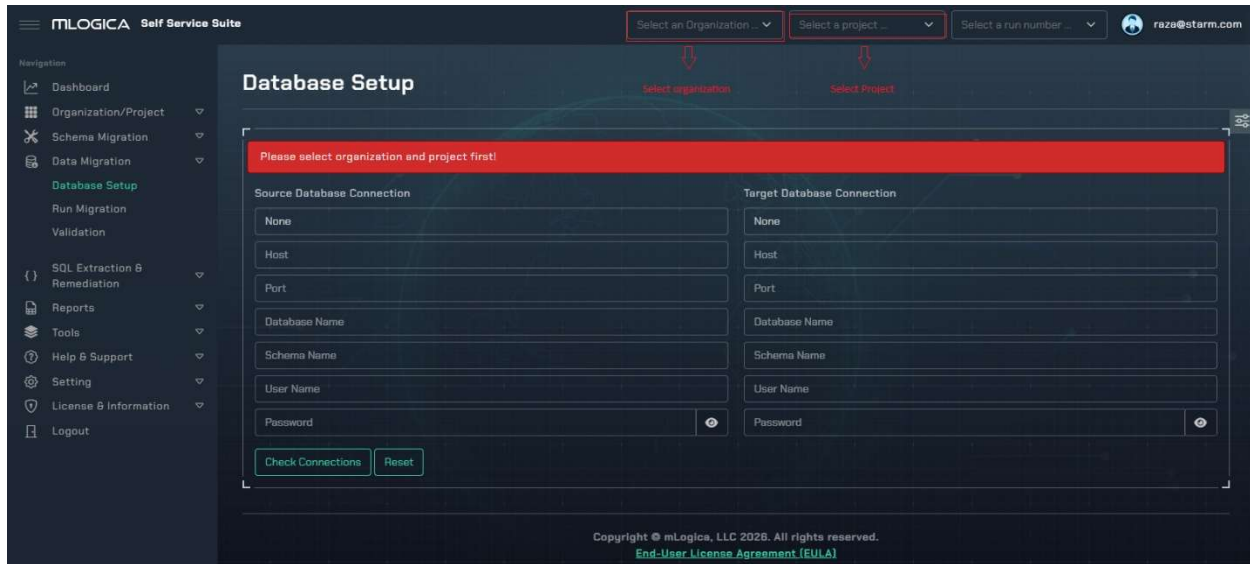 MLOGICA Self Service Suite
Select an Organization ...
Select a project ...
Select a run number ...
raza@starm.com
Select organization
Select Project
Navigation
Dashboard
Organization/Project
Schema Migration
Data Migration
Database Setup
Run Migration
Validation
SQL Extraction &
Remediation
Reports
Tools
Help & Support
Setting
License & Information
Logout
Database Setup
Please select organization and project first!
Source Database Connection
None
Host
Port
Database Name
Schema Name
User Name
Password
Target Database Connection
None
Host
Port
Database Name
Schema Name
User Name
Password
Check Connections
Reset
Copyright © mLogica, LLC 2026. All rights reserved.
End-User License Agreement (EULA)